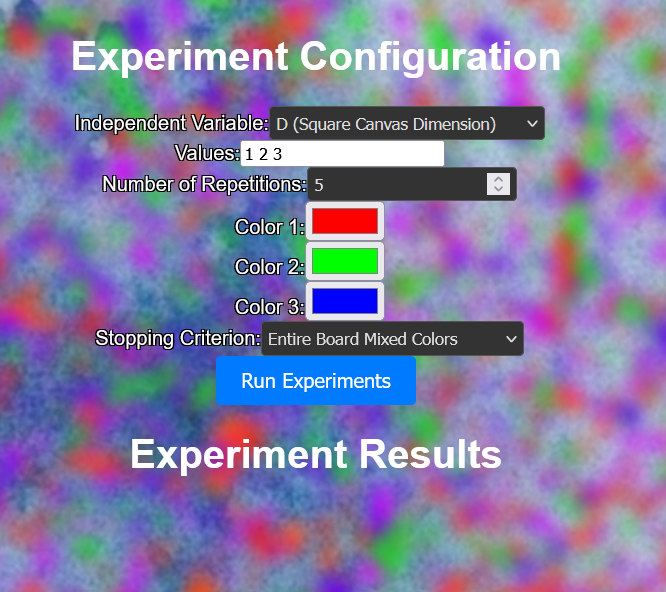 Experiment Configuration
Independent Variable: D (Square Canvas Dimension)
Values: 1 2 3
Number of Repetitions: 5
Color 1:
Color 2:
Color 3:
Stopping Criterion: Entire Board Mixed Colors
Run Experiments
Experiment Results